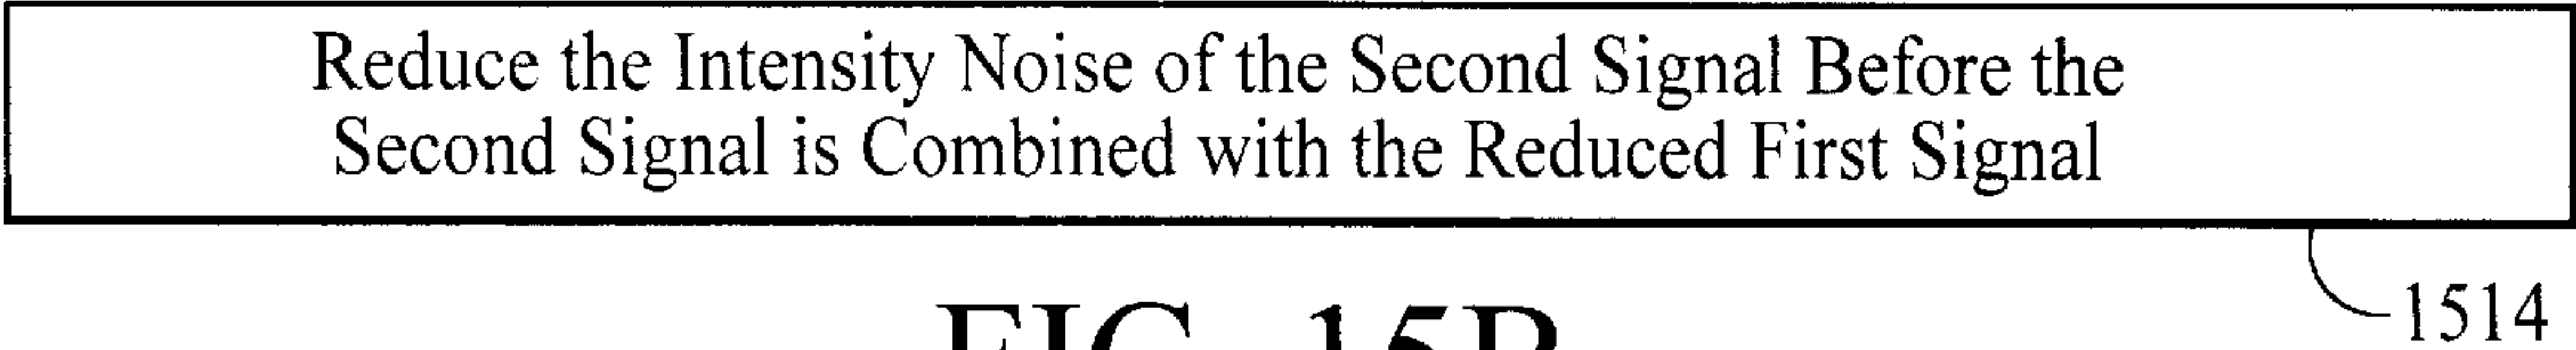 Reduce the Intensity Noise of the Second Signal Before the
Second Signal is Combined with the Reduced First Signal
1514